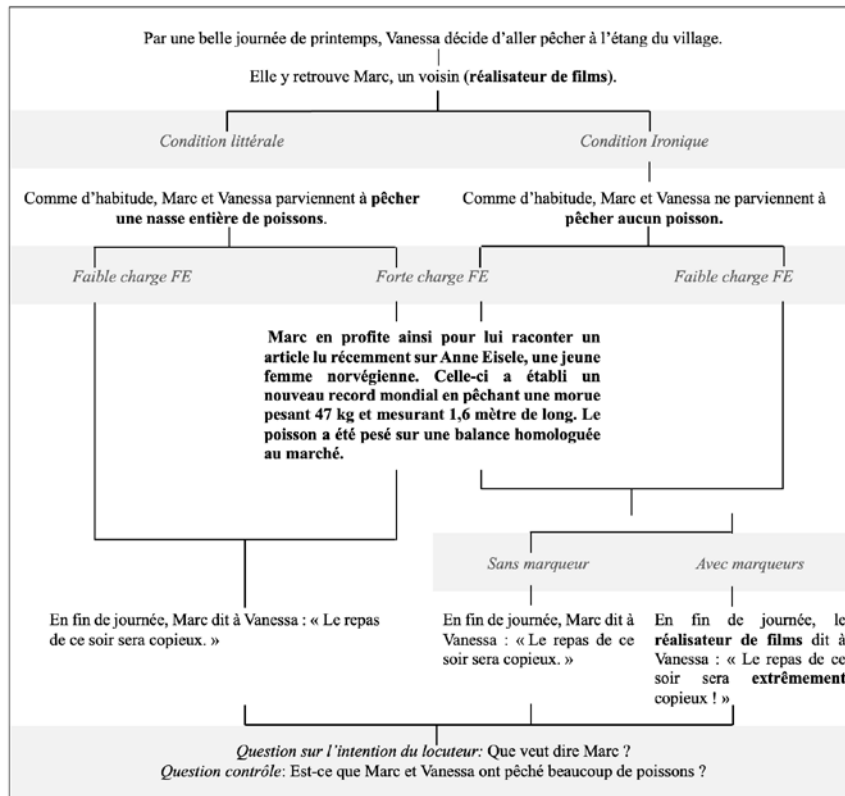 Par une belle journée de printemps, Vanessa décide d'aller pêcher à l'étang du village.
Elle y retrouve Marc, un voisin (réalisateur de films).
Condition littérale
Condition Ironique
Comme d'habitude, Marc et Vanessa parviennent à pêcher
une nasse entière de poissons.
Comme d'habitude, Marc et Vanessa ne parviennent à
pêcher aucun poisson.
Faible charge FE
Forte charge FE
Faible charge FE
Marc en profite ainsi pour lui raconter un
article lu récemment sur Anne Eisele, une jeune
femme norvégienne. Celle-ci a établi un
nouveau record mondial en pêchant une morue
pesant 47 kg et mesurant 1,6 mètre de long. Le
poisson a été pesé sur une balance homologuée
au marché.
Sans marqueur
Avec marqueurs
En fin de journée, Marc dit à Vanessa : « Le repas
de ce soir sera copieux. »
En fin de journée, Marc dit à
Vanessa : « Le repas de ce
soir sera copieux. »
En fin de journée, le
réalisateur de films dit à
Vanessa : « Le repas de ce
soir sera extrêmement
copieux ! »
Question sur l'intention du locuteur: Que veut dire Marc ?
Question contrôle: Est-ce que Marc et Vanessa ont pêché beaucoup de poissons ?